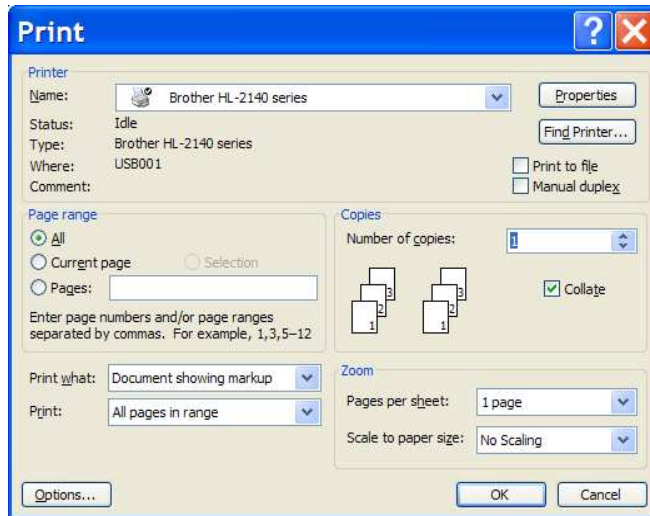 Print
Printer
Name:
Brother HL-2140 series
Properties
Status:
Idle
Type:
Brother HL-2140 series
Find Printer...
Where:
USB001
Print to file
Comment:
Manual duplex
Page range
All
Current page
Selection
Pages:
Enter page numbers and/or page ranges
separated by commas. For example, 1,3,5–12
Copies
Number of copies:
1
3
2
1
3
2
1
Collate
Print what:
Document showing markup
Print:
All pages in range
Zoom
Pages per sheet:
1 page
Scale to paper size:
No Scaling
Options...
OK
Cancel